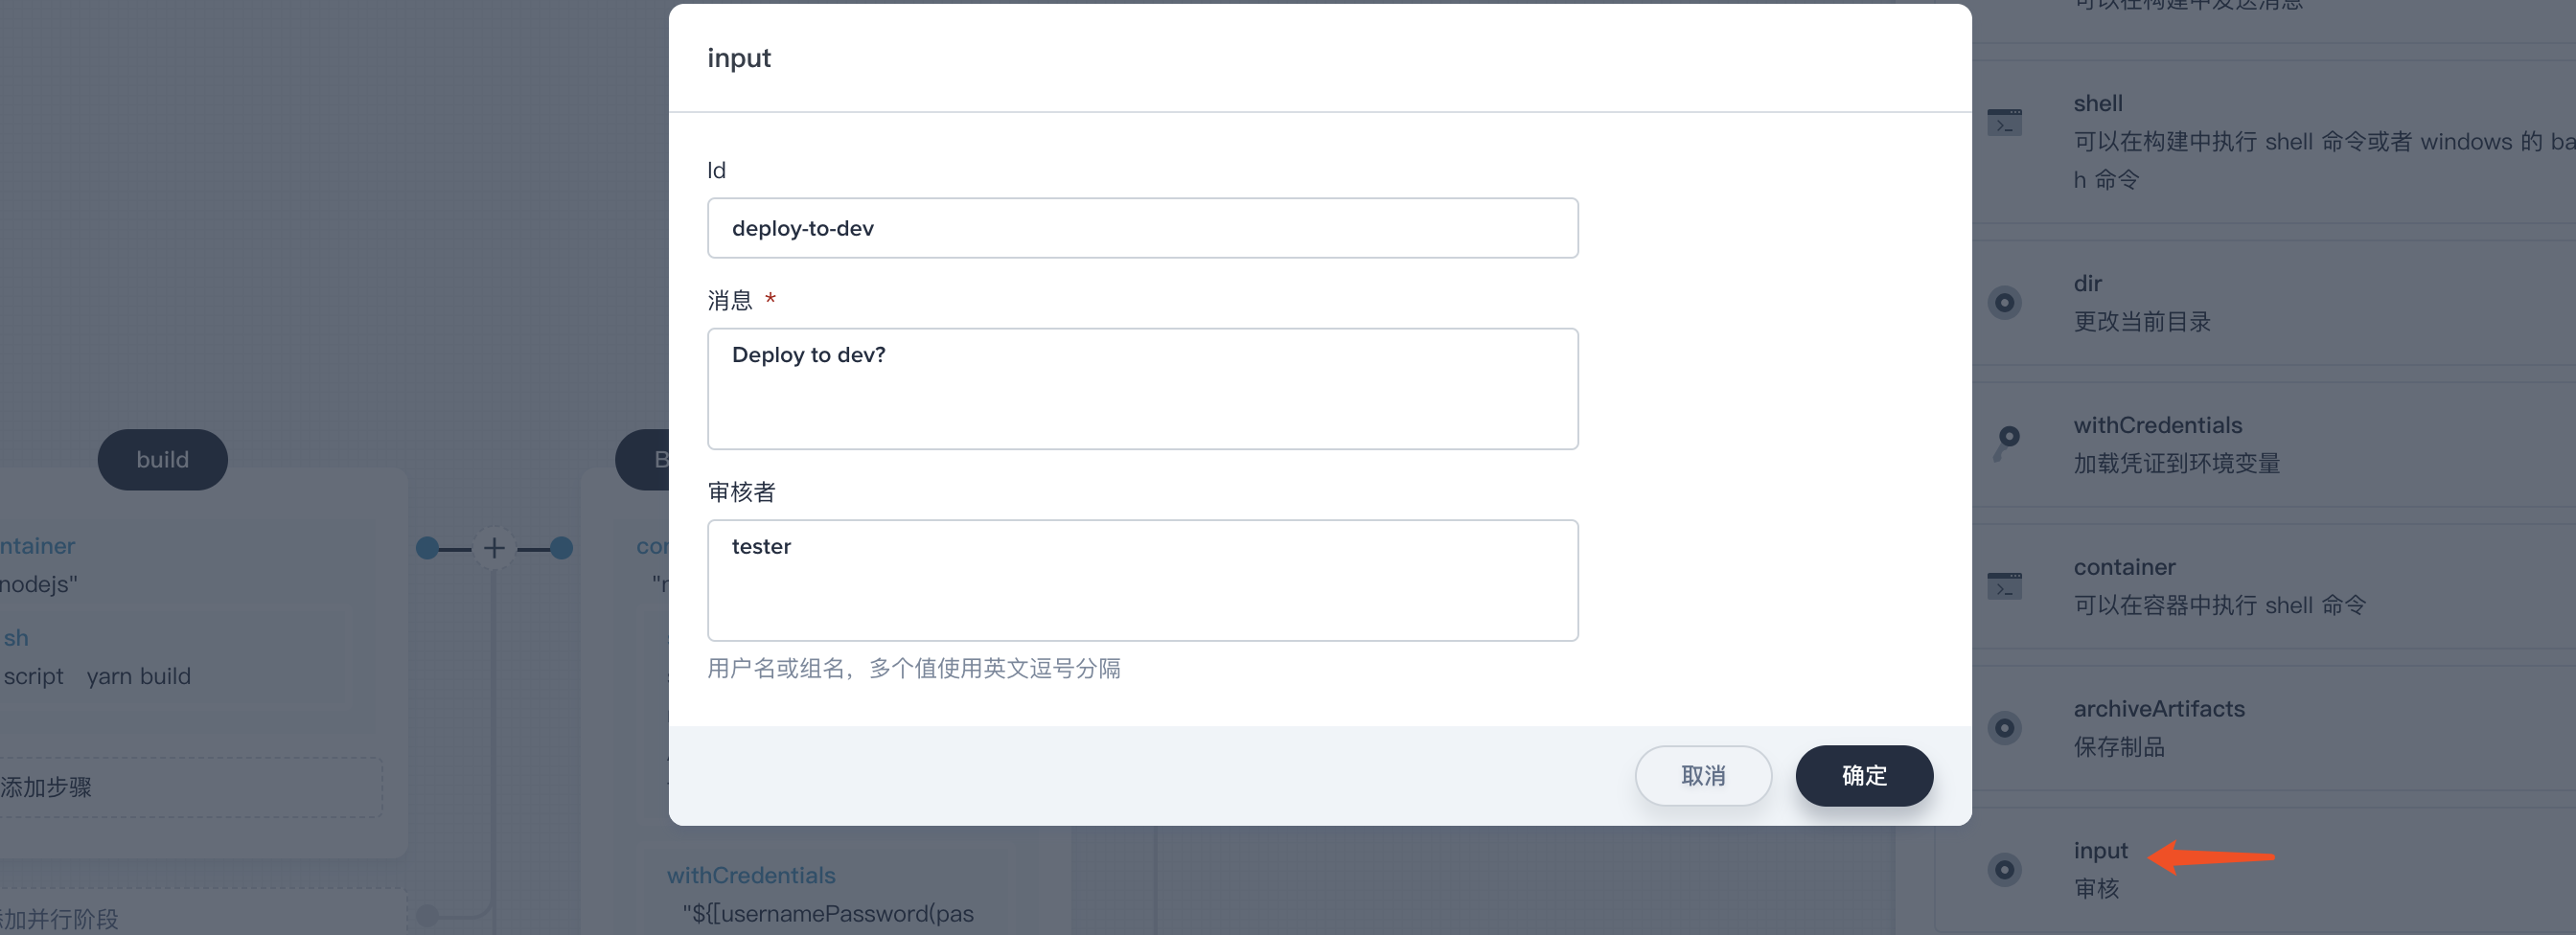 input
Id
deploy-to-dev
消息 *
Deploy to dev?
审核者
tester
用户名或组名，多个值使用英文逗号分隔
取消
确定
build
ntainer
nodejs"
sh
script yarn build
添加步骤
加并行阶段
B
con
"r
withCredentials
"${[usernamePassword(pas
可以在构建中发送消息
shell
可以在构建中执行 shell 命令或者 windows 的 ba
h 命令
dir
更改当前目录
withCredentials
加载凭证到环境变量
container
可以在容器中执行 shell 命令
archiveArtifacts
保存制品
input
审核